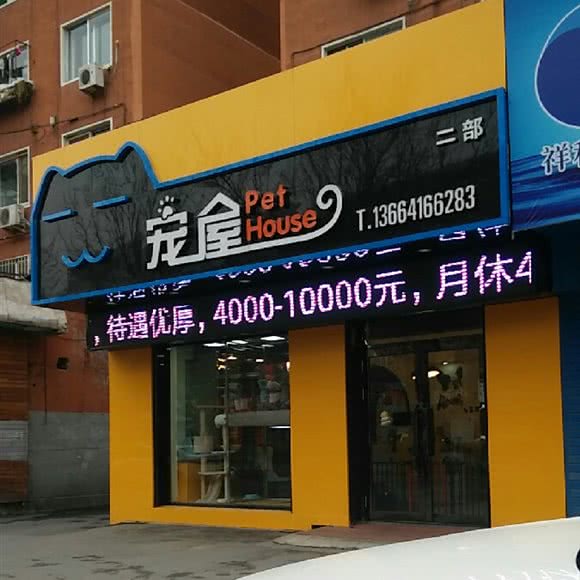 二部
宠屋 Pet House
T.13664166283
，待遇优厚，4000-10000元，月休4
祥